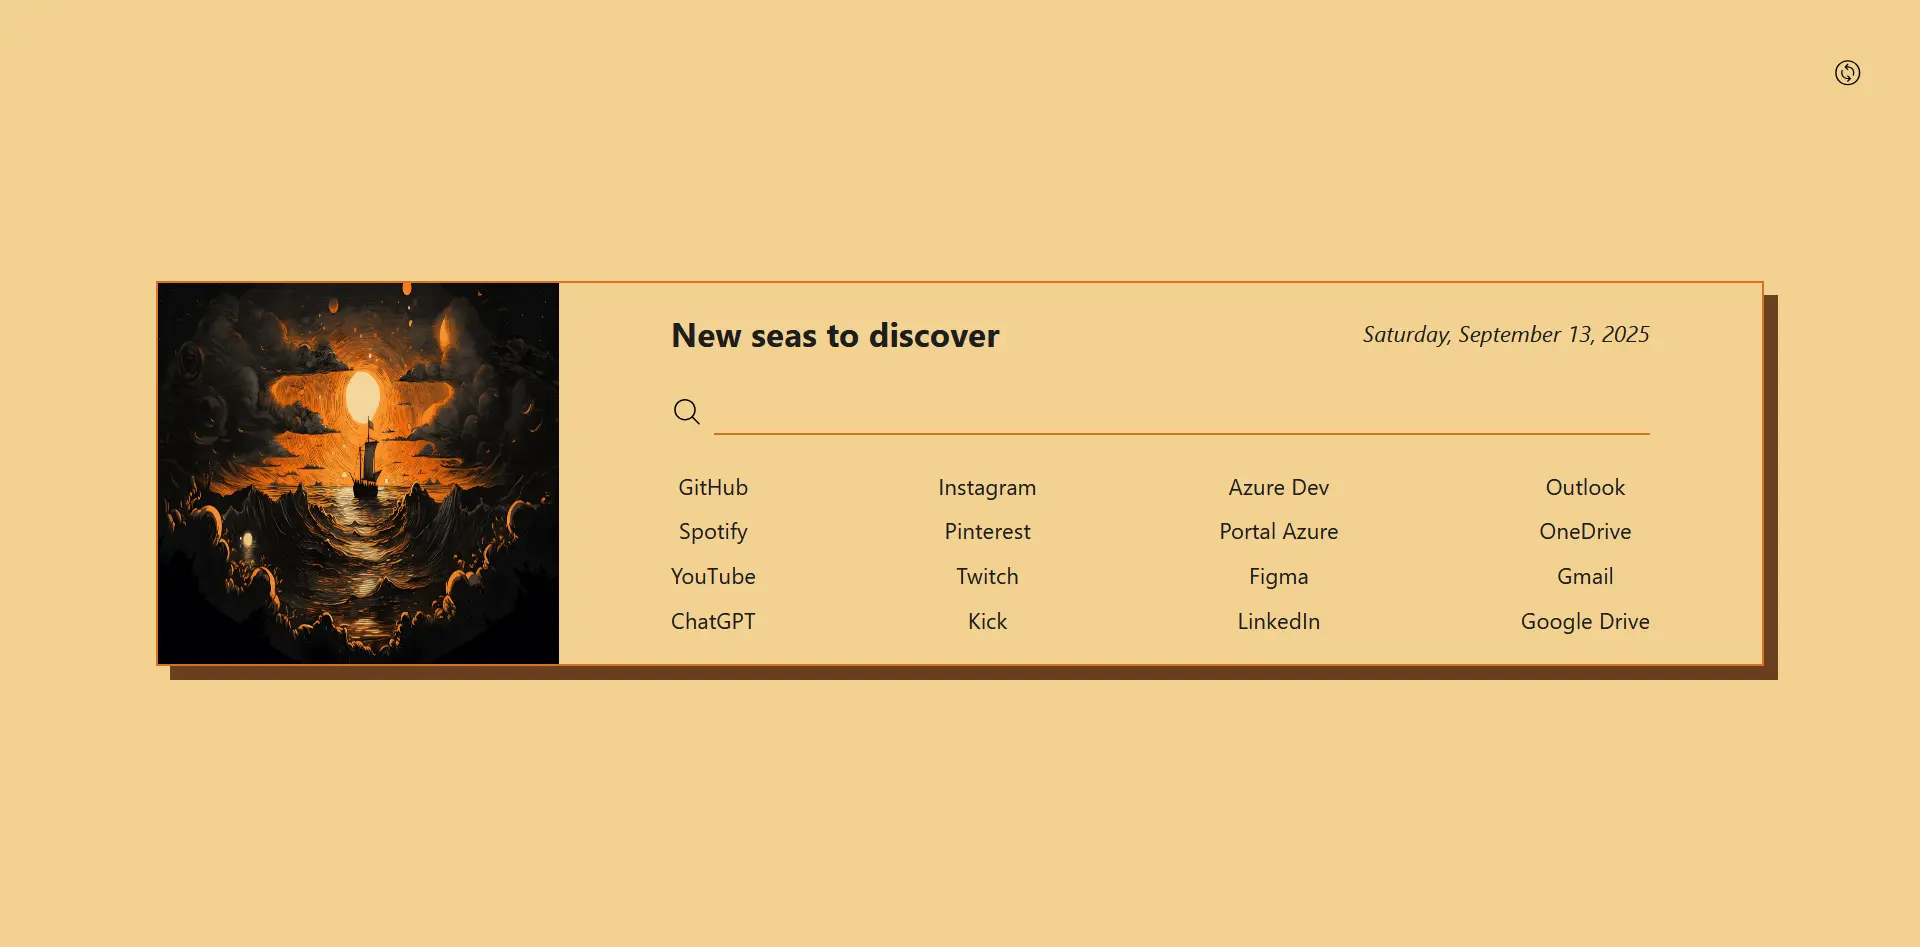 New seas to discover
Saturday, September 13, 2025
GitHub Instagram Azure Dev Outlook
Spotify Pinterest Portal Azure OneDrive
YouTube Twitch Figma Gmail
ChatGPT Kick LinkedIn Google Drive